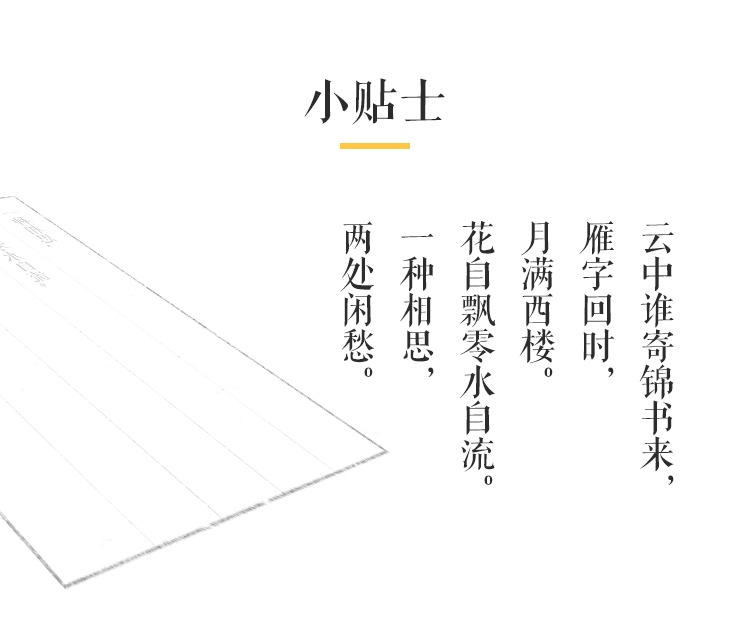 小贴士
云中谁寄锦书来，
雁字回时，
月满西楼。
花自飘零水自流。
一种相思，
两处闲愁。